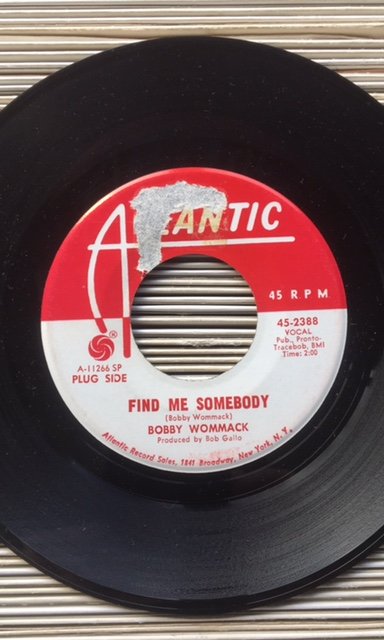 ATLANTIC
45 RPM
45-2388
VOCAL
Pub., Pronto-
Tracebob, BMI
Time: 2:00
®
A-11266 SP
PLUG SIDE
FIND ME SOMEBODY
(Bobby Wommack)
BOBBY WOMMACK
Produced by Bob Gallo
Atlantic Record Sales, 1841 Broadway, New York, N.Y.